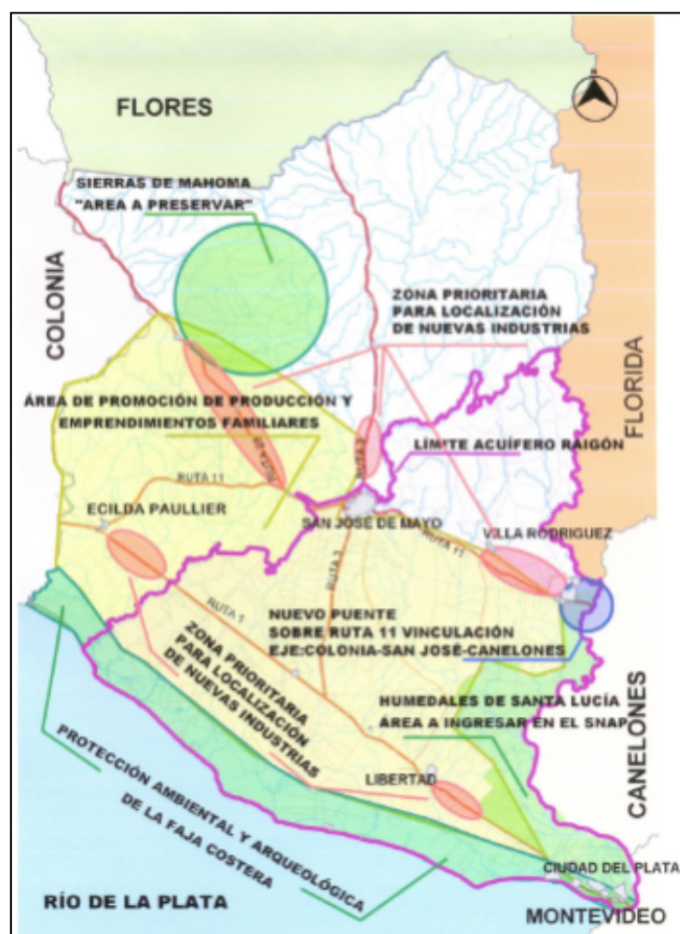 FLORES
N
SIERRAS DE MAHOMA
"AREA A PRESERVAR"
COLONIA
ZONA PRIORITARIA
PARA LOCALIZACIÓN
DE NUEVAS INDUSTRIAS
FLORIDA
ÁREA DE PROMOCIÓN DE PRODUCCIÓN Y
EMPRENDIMIENTOS FAMILIARES
LÍMITE ACUÍFERO RAIGÓN
RUTA 3
RUTA 11
ECILDA PAULLIER
SAN JOSÉ DE MAYO
RUTA 11
VILLA RODRIGUEZ
RUTA 3
RUTA 1
NUEVO PUENTE
SOBRE RUTA 11 VINCULACIÓN
EJE:COLONIA-SAN JOSÉ-CANELONES
ZONA PRIORITARIA
PARA LOCALIZACIÓN
DE NUEVAS INDUSTRIAS
HUMEDALES DE SANTA LUCÍA
ÁREA A INGRESAR EN EL SNAP
CANELONES
LIBERTAD
PROTECCIÓN AMBIENTAL Y ARQUEOLÓGICA
DE LA FAJA COSTERA
CIUDAD DEL PLATA
RÍO DE LA PLATA
MONTEVIDEO